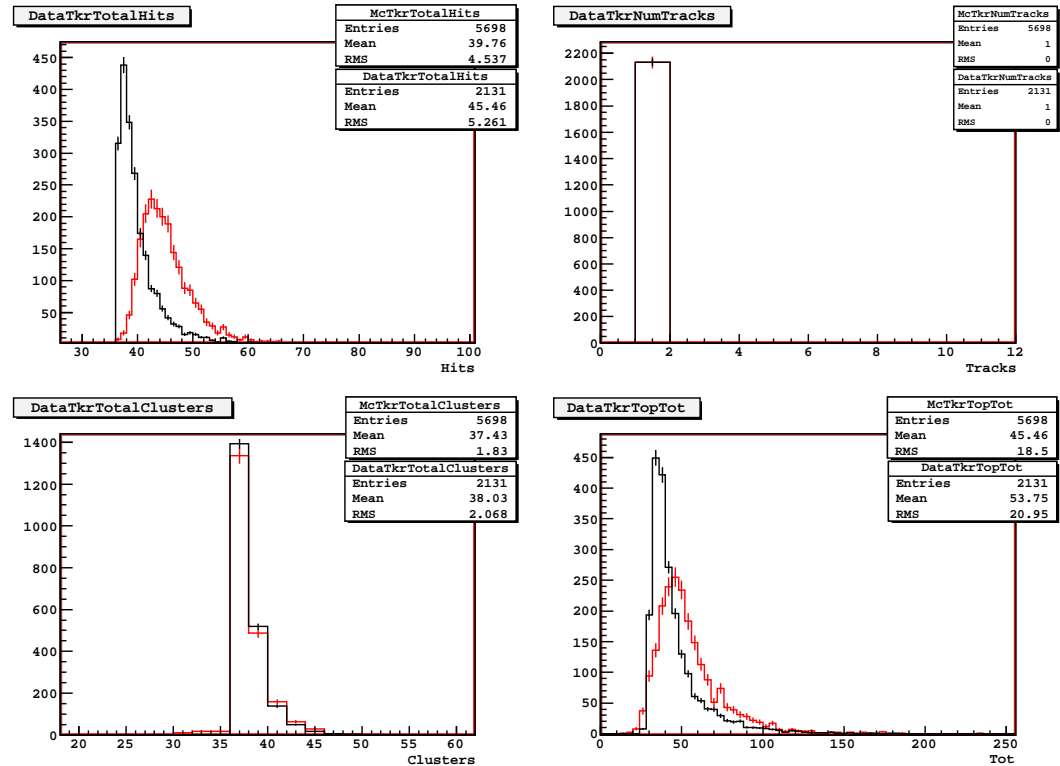 DataTkrTotalHits
McTkrTotalHits
Entries 5698
Mean 39.76
RMS 4.537
DataTkrTotalHits
Entries 2131
Mean 45.46
RMS 5.261
450
400
350
300
250
200
150
100
50
30 40 50 60 70 80 90 100
Hits
DataTkrNumTracks
McTkrNumTracks
Entries 5698
Mean 1
RMS 0
DataTkrNumTracks
Entries 2131
Mean 1
RMS 0
2200
2000
1800
1600
1400
1200
1000
800
600
400
200
0
0 2 4 6 8 10 12
Tracks
DataTkrTotalClusters
McTkrTotalClusters
Entries 5698
Mean 37.43
RMS 1.83
DataTkrTotalClusters
Entries 2131
Mean 38.03
RMS 2.068
1400
1200
1000
800
600
400
200
0
20 25 30 35 40 45 50 55 60
Clusters
DataTkrTopTot
McTkrTopTot
Entries 5698
Mean 45.46
RMS 18.5
DataTkrTopTot
Entries 2131
Mean 53.75
RMS 20.95
450
400
350
300
250
200
150
100
50
0
0 50 100 150 200 250
Tot